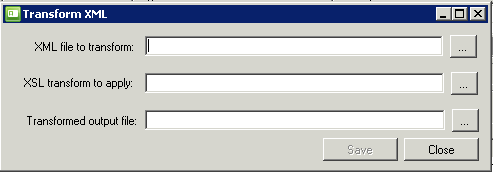 Transform XML
XML file to transform:
...
XSL transform to apply:
...
Transformed output file:
...
Save
Close